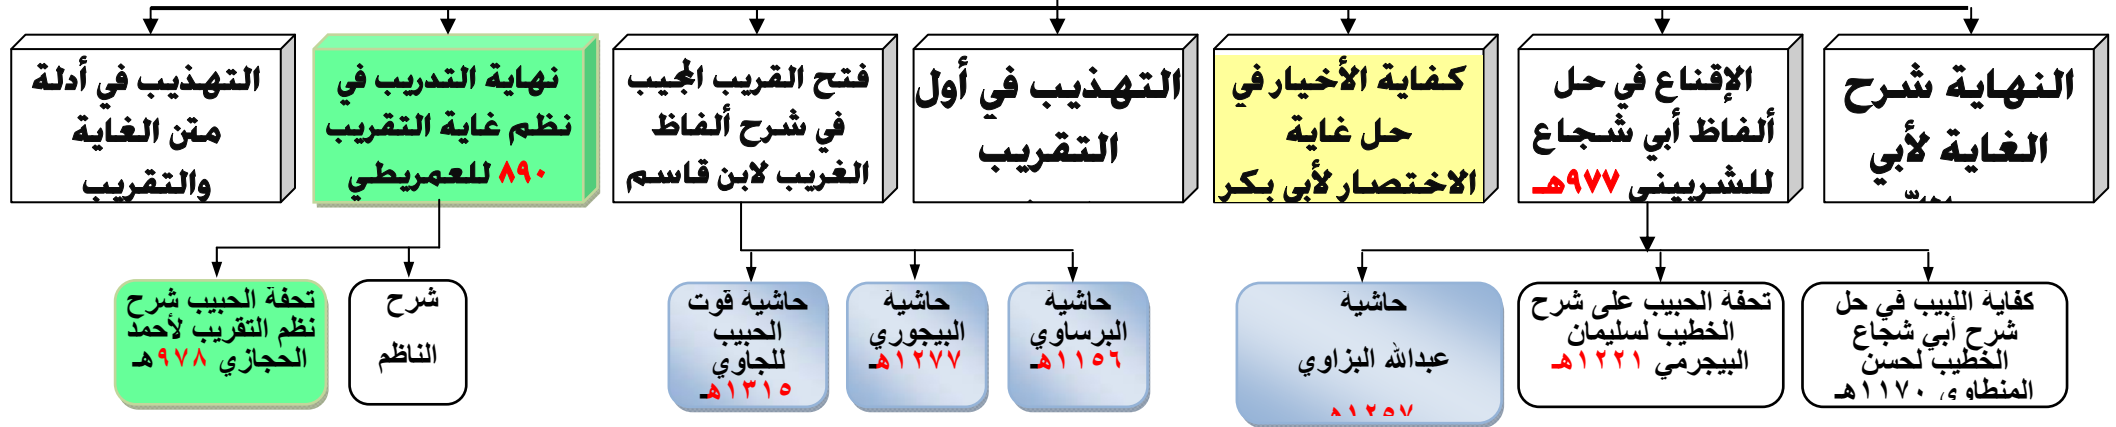 النهاية شرح
الغاية لأبي
الإقناع في حل
ألفاظ أبي شجاع
للشربيني ٩٧٧هـ
كفاية الأخيار في
حل غاية
الاختصار لأبي بكر
التهذيب في أول
التقريب
فتح القريب المجيب
في شرح ألفاظ
الغريب لابن قاسم
نهاية التدريب في
نظم غاية التقريب
٨٩٠ للعمريطي
التهذيب في أدلة
متن الغاية
والتقريب
كفاية اللبيب في حل
شرح أبي شجاع
الخطيب لحسن
المنطاوي ١١٧٠هـ
تحفة الحبيب على شرح
الخطيب لسليمان
البيجرمي ١٢٢١هـ
حاشية
عبدالله البزاوي
١٢٥٧
حاشية
البرساوي
١١٥٦هـ
حاشية
البيجوري
١٢٧٧هـ
حاشية قوت
الحبيب
للجاوي
١٣١٥هـ
شرح
الناظم
تحفة الحبيب شرح
نظم التقريب لأحمد
الحجازي ٩٧٨هـ